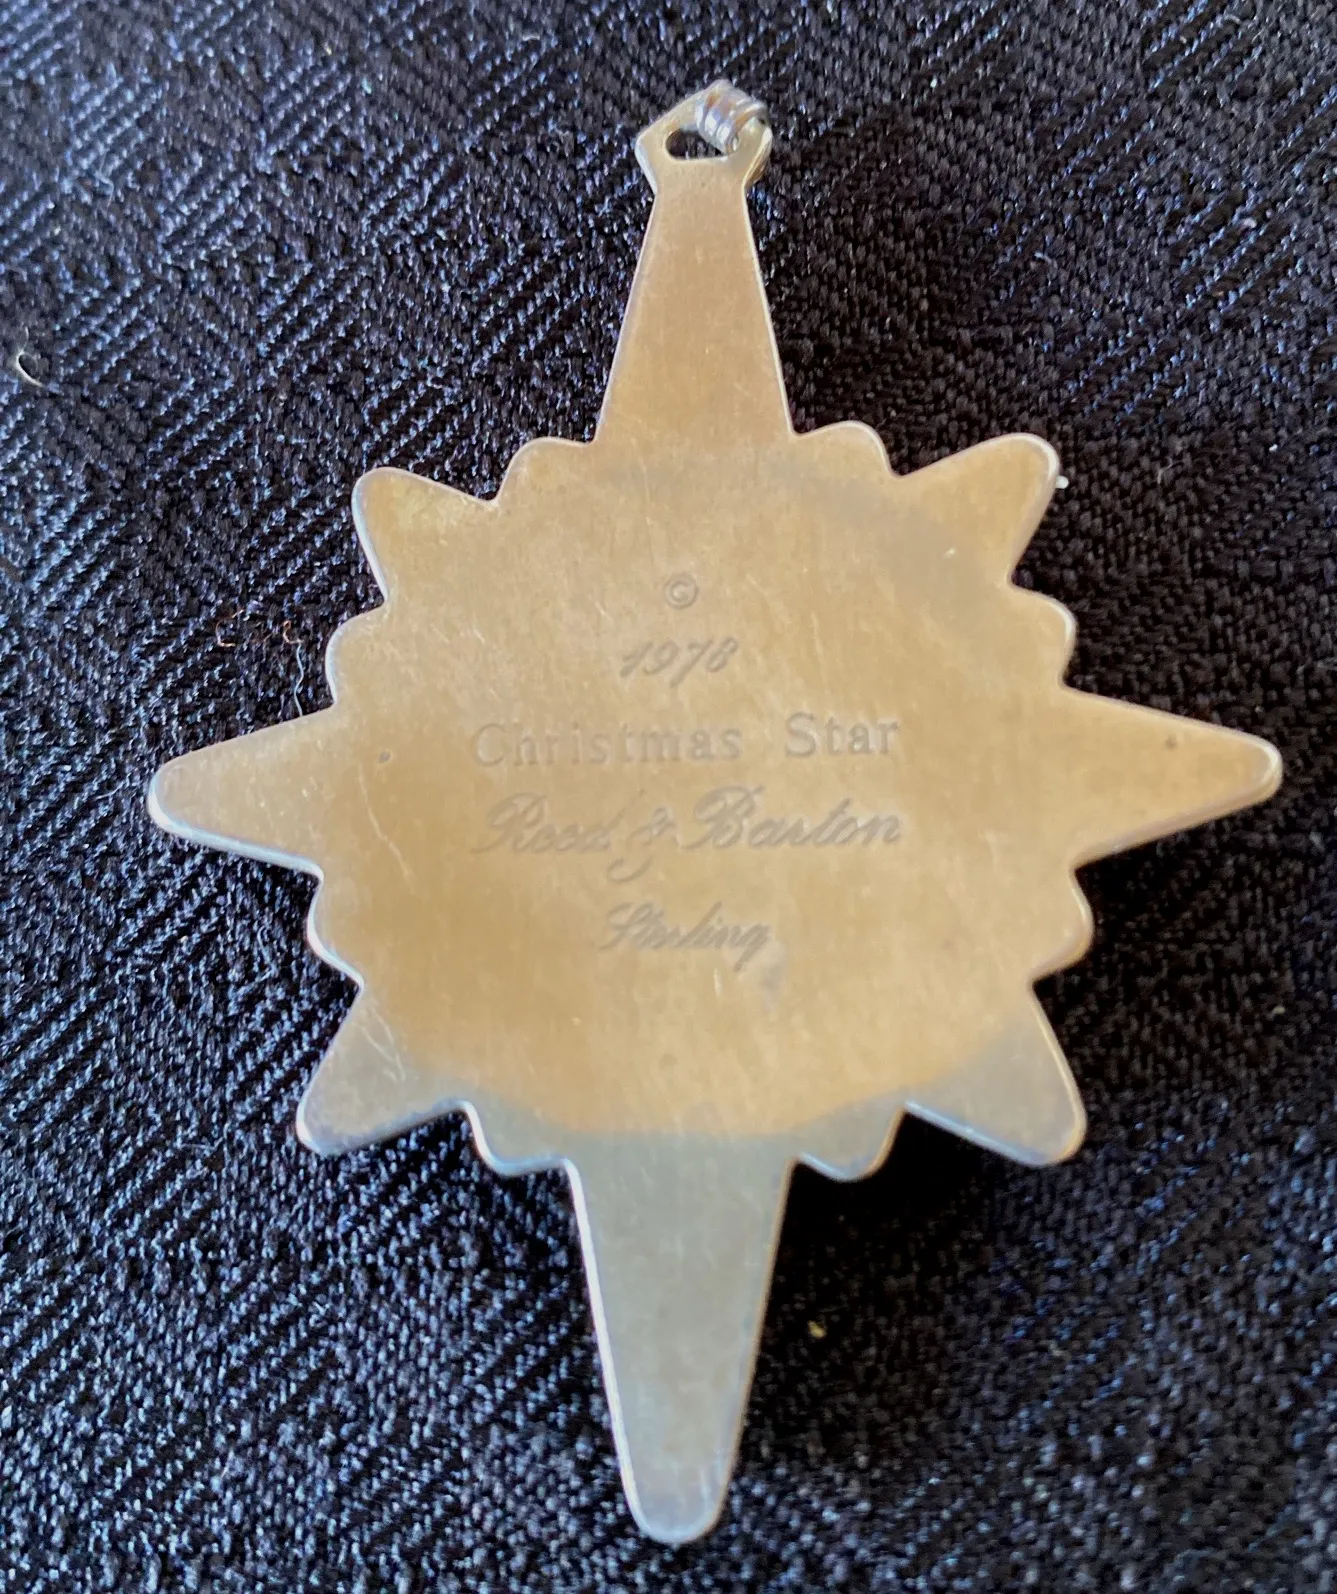 ©
1978
Christmas Star
Reed & Barton
Sterling